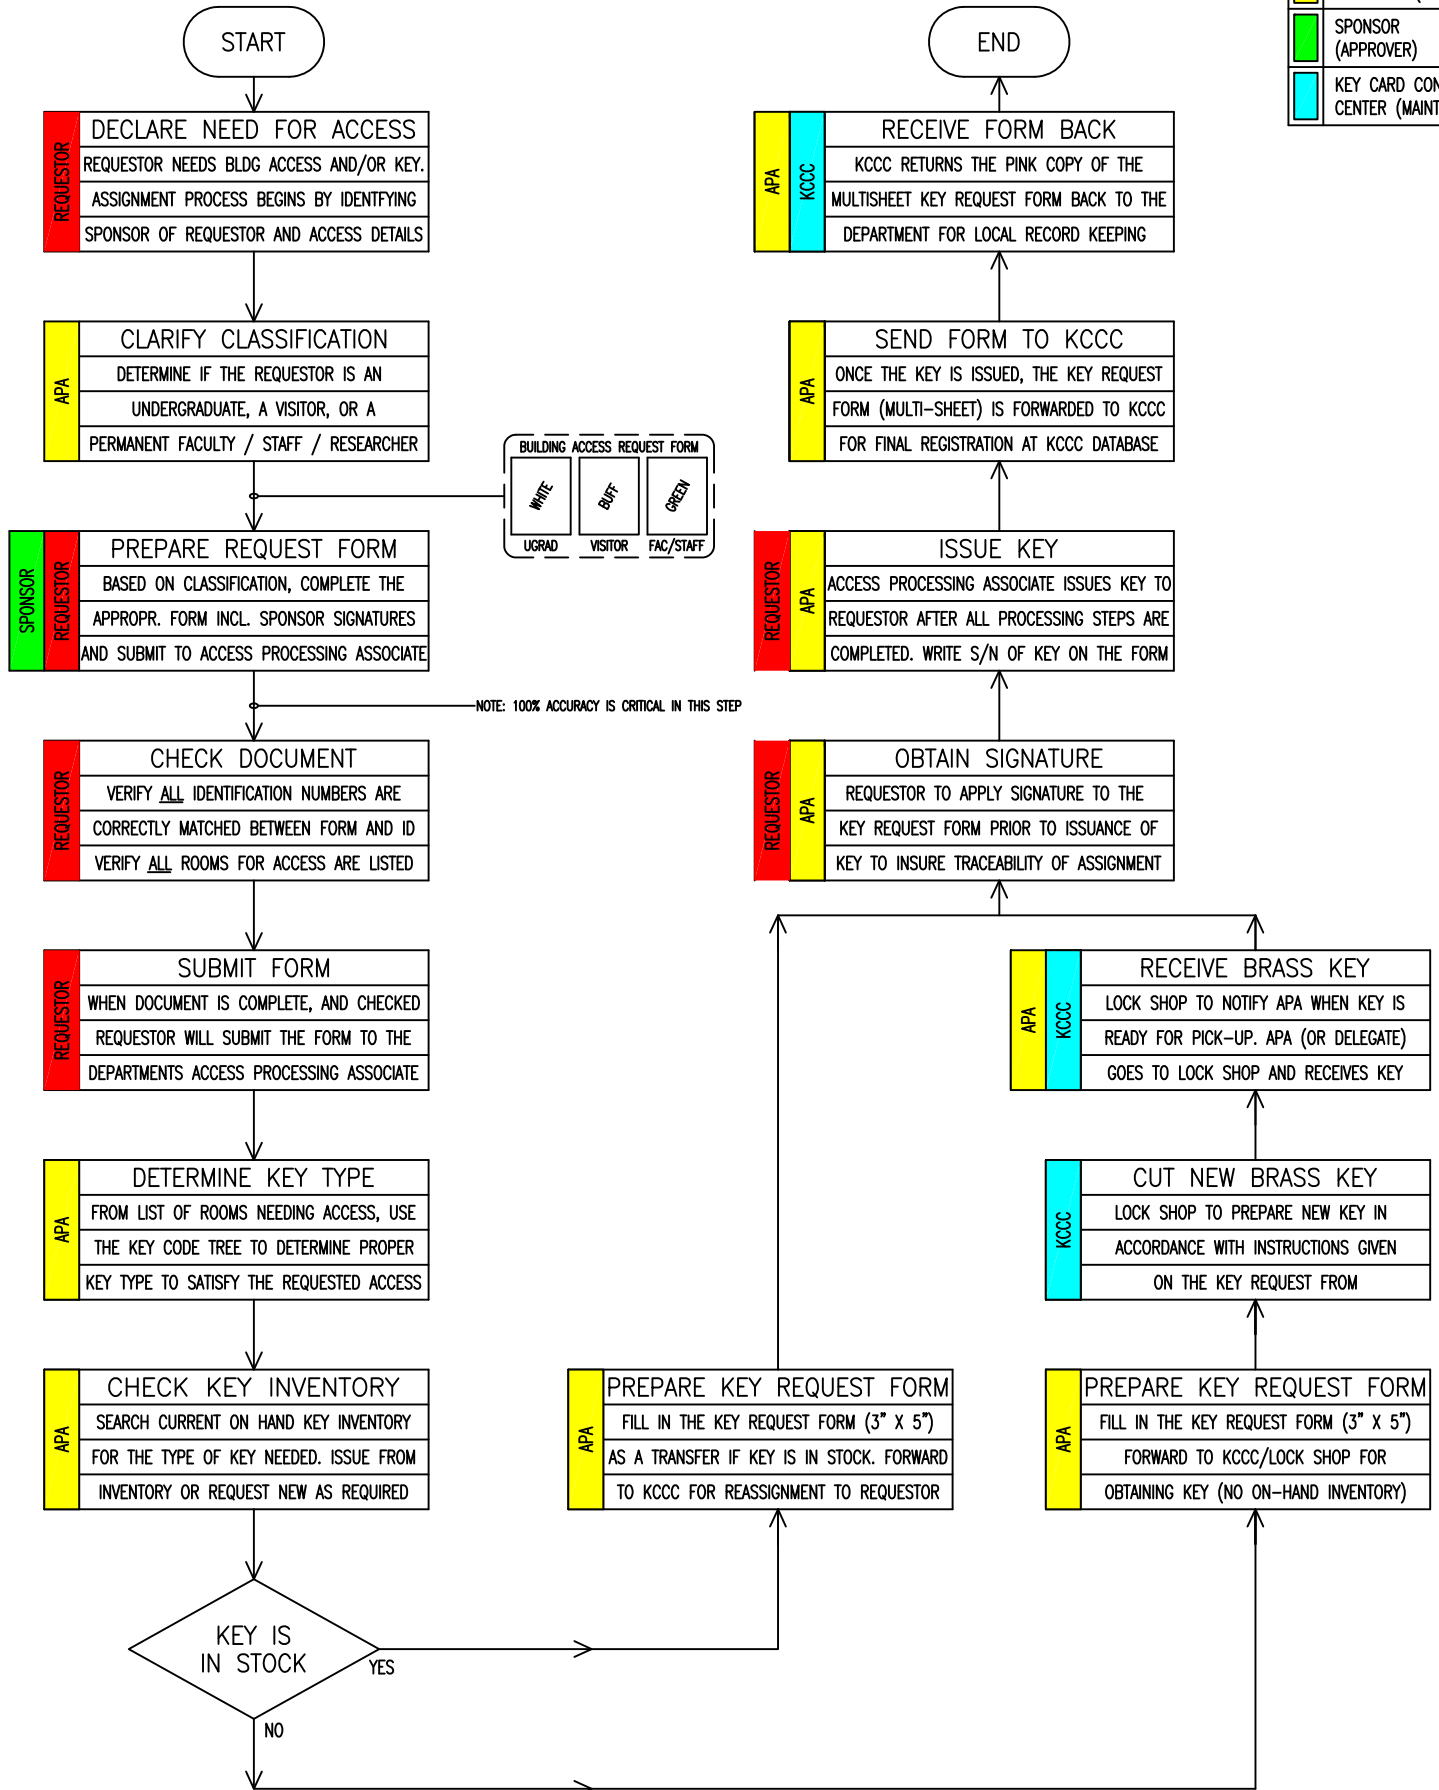 START
REQUESTOR
DECLARE NEED FOR ACCESS
REQUESTOR NEEDS BLDG ACCESS AND/OR KEY.
ASSIGNMENT PROCESS BEGINS BY IDENTFYING
SPONSOR OF REQUESTOR AND ACCESS DETAILS
APA
CLARIFY CLASSIFICATION
DETERMINE IF THE REQUESTOR IS AN
UNDERGRADUATE, A VISITOR, OR A
PERMANENT FACULTY / STAFF / RESEARCHER
BUILDING ACCESS REQUEST FORM
WHITE
BUFF
GREEN
UGRAD
VISITOR
FAC/STAFF
SPONSOR
REQUESTOR
PREPARE REQUEST FORM
BASED ON CLASSIFICATION, COMPLETE THE
APPROPR. FORM INCL. SPONSOR SIGNATURES
AND SUBMIT TO ACCESS PROCESSING ASSOCIATE
NOTE: 100% ACCURACY IS CRITICAL IN THIS STEP
REQUESTOR
CHECK DOCUMENT
VERIFY ALL IDENTIFICATION NUMBERS ARE
CORRECTLY MATCHED BETWEEN FORM AND ID
VERIFY ALL ROOMS FOR ACCESS ARE LISTED
REQUESTOR
SUBMIT FORM
WHEN DOCUMENT IS COMPLETE, AND CHECKED
REQUESTOR WILL SUBMIT THE FORM TO THE
DEPARTMENTS ACCESS PROCESSING ASSOCIATE
APA
DETERMINE KEY TYPE
FROM LIST OF ROOMS NEEDING ACCESS, USE
THE KEY CODE TREE TO DETERMINE PROPER
KEY TYPE TO SATISFY THE REQUESTED ACCESS
APA
CHECK KEY INVENTORY
SEARCH CURRENT ON HAND KEY INVENTORY
FOR THE TYPE OF KEY NEEDED. ISSUE FROM
INVENTORY OR REQUEST NEW AS REQUIRED
KEY IS
IN STOCK
YES
NO
APA
PREPARE KEY REQUEST FORM
FILL IN THE KEY REQUEST FORM (3" X 5")
AS A TRANSFER IF KEY IS IN STOCK. FORWARD
TO KCCC FOR REASSIGNMENT TO REQUESTOR
APA
PREPARE KEY REQUEST FORM
FILL IN THE KEY REQUEST FORM (3" X 5")
FORWARD TO KCCC/LOCK SHOP FOR
OBTAINING KEY (NO ON-HAND INVENTORY)
KCCC
CUT NEW BRASS KEY
LOCK SHOP TO PREPARE NEW KEY IN
ACCORDANCE WITH INSTRUCTIONS GIVEN
ON THE KEY REQUEST FROM
APA
KCCC
RECEIVE BRASS KEY
LOCK SHOP TO NOTIFY APA WHEN KEY IS
READY FOR PICK-UP. APA (OR DELEGATE)
GOES TO LOCK SHOP AND RECEIVES KEY
REQUESTOR
APA
OBTAIN SIGNATURE
REQUESTOR TO APPLY SIGNATURE TO THE
KEY REQUEST FORM PRIOR TO ISSUANCE OF
KEY TO INSURE TRACEABILITY OF ASSIGNMENT
REQUESTOR
APA
ISSUE KEY
ACCESS PROCESSING ASSOCIATE ISSUES KEY TO
REQUESTOR AFTER ALL PROCESSING STEPS ARE
COMPLETED. WRITE S/N OF KEY ON THE FORM
APA
SEND FORM TO KCCC
ONCE THE KEY IS ISSUED, THE KEY REQUEST
FORM (MULTI-SHEET) IS FORWARDED TO KCCC
FOR FINAL REGISTRATION AT KCCC DATABASE
APA
KCCC
RECEIVE FORM BACK
KCCC RETURNS THE PINK COPY OF THE
MULTISHEET KEY REQUEST FORM BACK TO THE
DEPARTMENT FOR LOCAL RECORD KEEPING
END
SPONSOR
(APPROVER)
KEY CARD CON
CENTER (MAINT